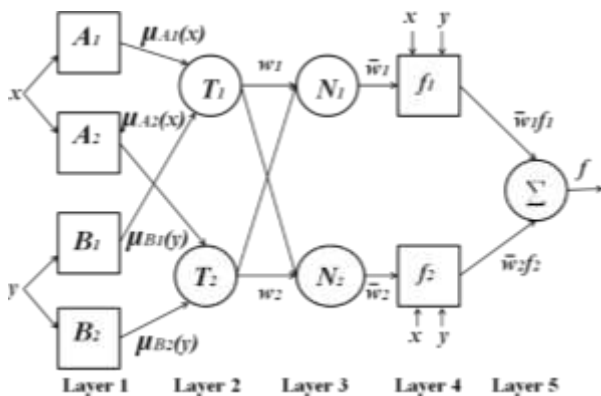 x y
A1 μA1(x) w1 w̄1
T1 N1 f1
w̄1f1
x μA2(x)
A2
f
Σ
B1 μB1(y)
w̄2f2
y T2 N2 f2
w2 w̄2
B2 μB2(y) x y
Layer 1 Layer 2 Layer 3 Layer 4 Layer 5